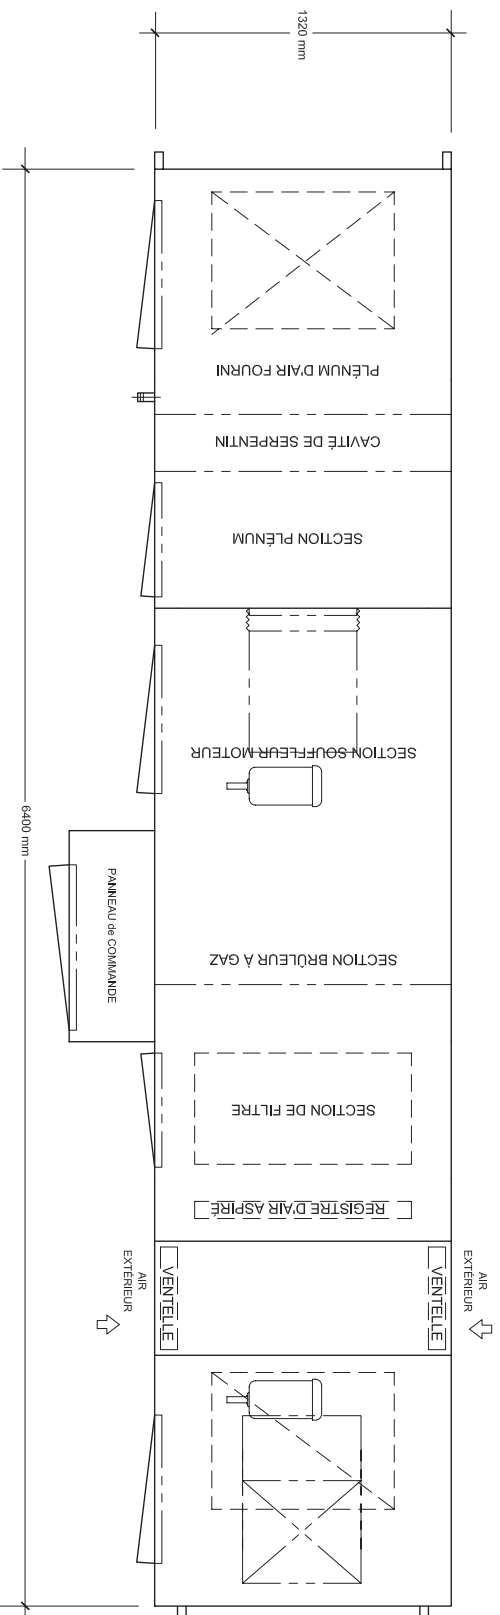 1320 mm
PLÉNUM D'AIR FOURNI
CAVITÉ DE SERPENTIN
SECTION PLÉNUM
SECTION SOUFFLEUR MOTEUR
6400 mm
PANNEAU de COMMANDE
SECTION BRÛLEUR À GAZ
SECTION DE FILTRE
REGISTRE D'AIR ASPIRÉ
AIR
EXTÉRIEUR
VENTELLE
VENTELLE
AIR
EXTÉRIEUR